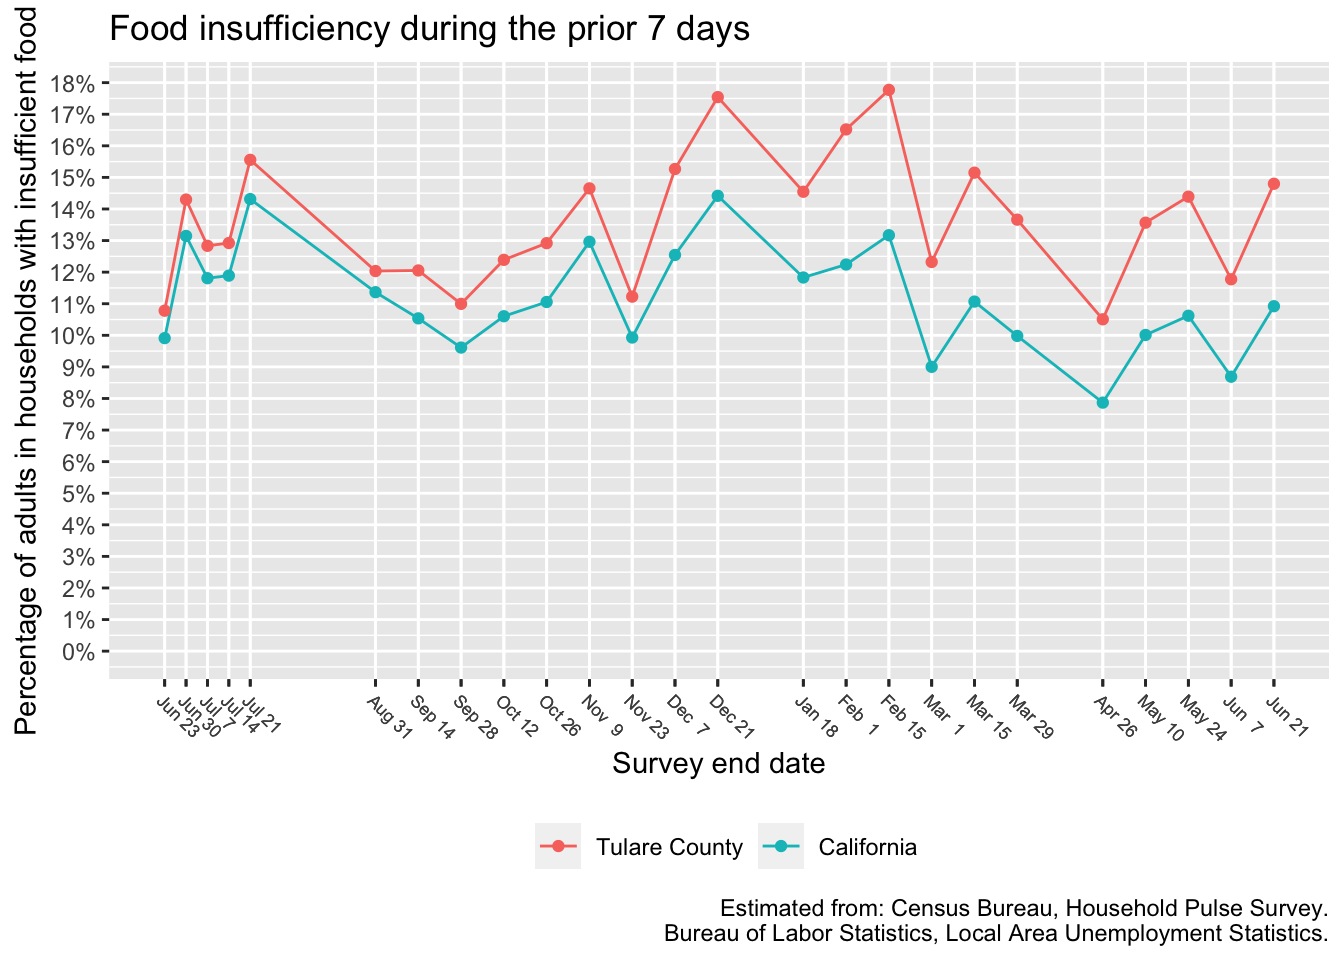 Food insufficiency during the prior 7 days
Percentage of adults in households with insufficient food
18%
17%
16%
15%
14%
13%
12%
11%
10%
9%
8%
7%
6%
5%
4%
3%
2%
1%
0%
Jun 23
Jun 30
Jul 7
Jul 14
Jul 21
Aug 31
Sep 14
Sep 28
Oct 12
Oct 26
Nov 9
Nov 23
Dec 7
Dec 21
Jan 18
Feb 1
Feb 15
Mar 1
Mar 15
Mar 29
Apr 26
May 10
May 24
Jun 7
Jun 21
Survey end date
Tulare County
California
Estimated from: Census Bureau, Household Pulse Survey.
Bureau of Labor Statistics, Local Area Unemployment Statistics.